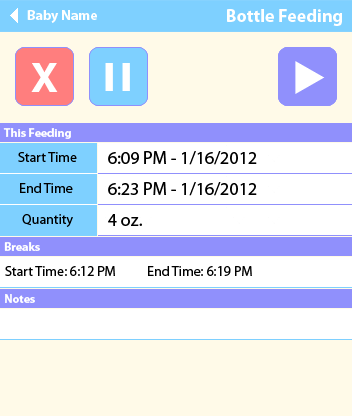 Baby Name Bottle Feeding
X
This Feeding
Start Time 6:09 PM - 1/16/2012
End Time 6:23 PM - 1/16/2012
Quantity 4 oz.
Breaks
Start Time: 6:12 PM End Time: 6:19 PM
Notes